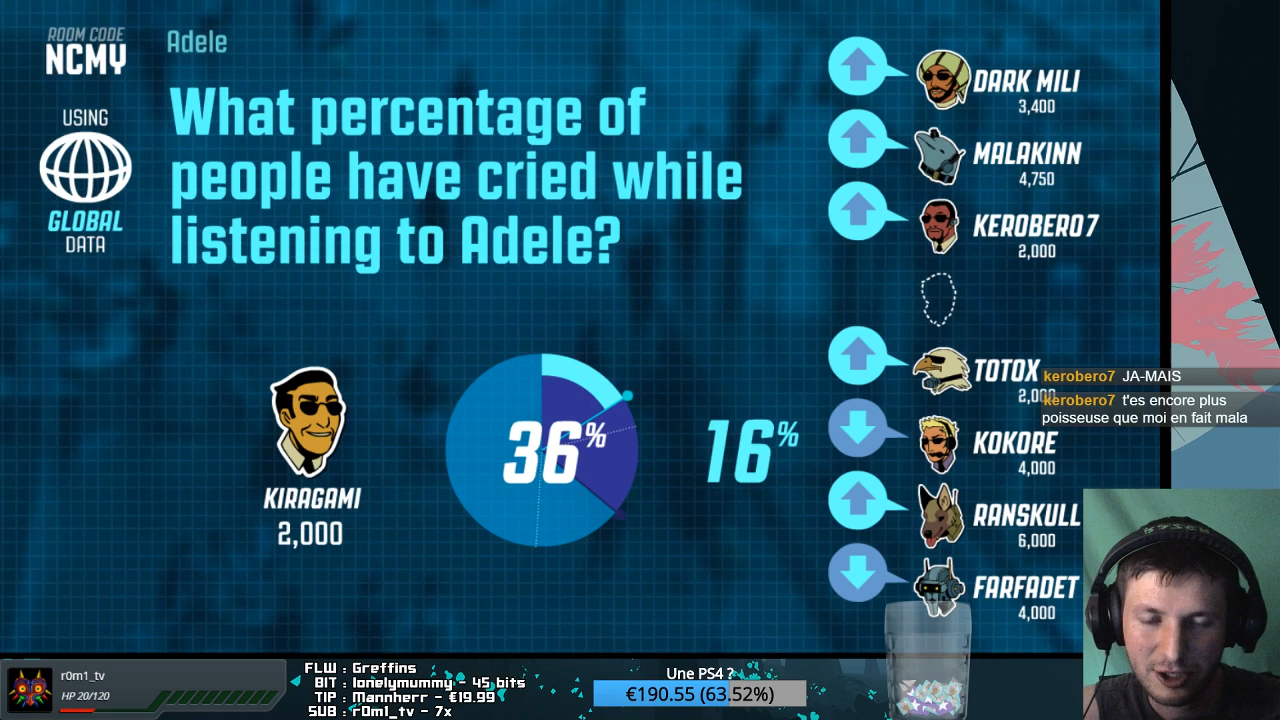 ROOM CODE
NCMY
USING
GLOBAL
DATA
Adele
What percentage of
people have cried while
listening to Adele?
KIRAGAMI
2,000
36%
16%
DARK MILI
3,400
MALAKINN
4,750
KEROBERO7
2,000
TOTOX
2,000
KOKORE
4,000
RANSKULL
6,000
FARFADET
4,000
kerobero7 JA-MAIS
kerobero7 t'es encore plus
poisseuse que moi en fait mala
r0m1_tv
HP 20/120
FLW : Greffins
BIT : lonelymummy - 45 bits
TIP : Mannherr - €19.99
SUB : r0m1_tv - 7x
Une PS4 ?
€190.55 (63.52%)